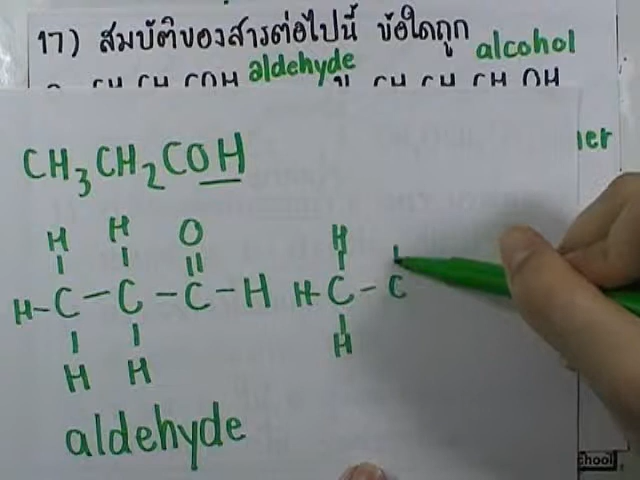 17) สมบัติของสารต่อไปนี้ ข้อใดถูก
aldehyde alcohol
CH₃CH₂COH
H H O H
H-C-C-C-H H-C-C
H H H
aldehyde